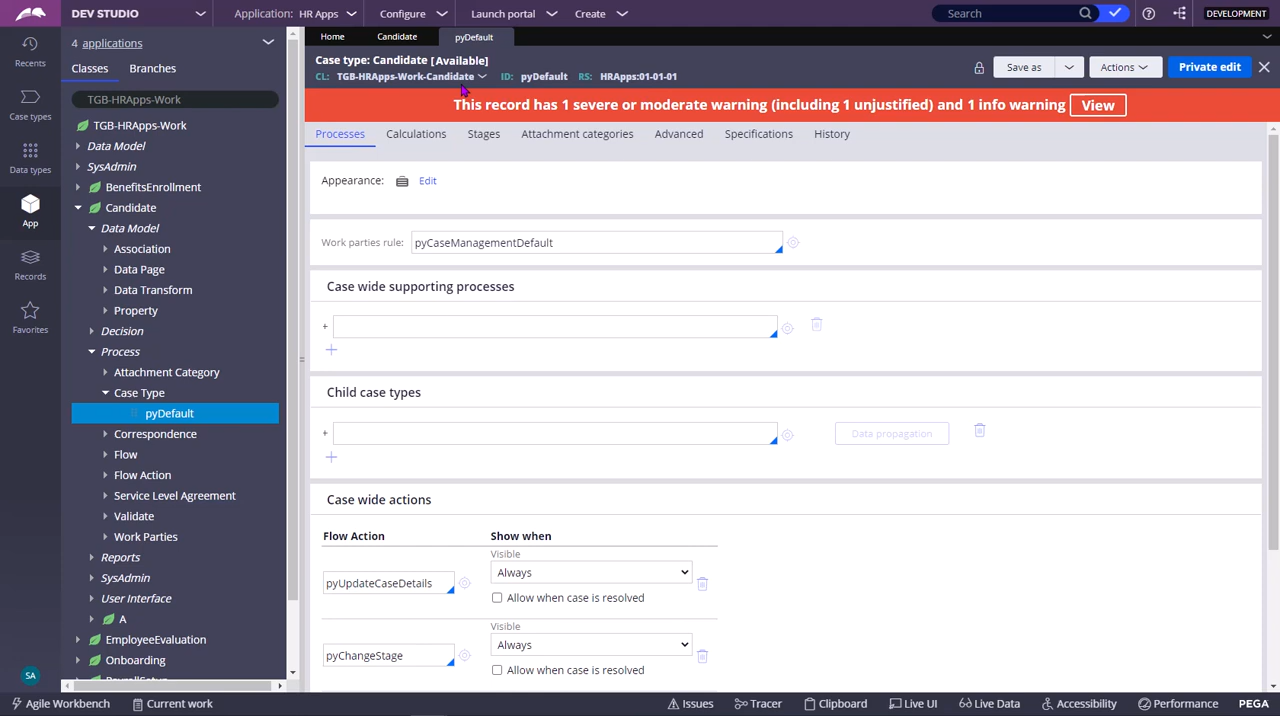 DEV STUDIO
Application: HR Apps
Configure
Launch portal
Create
Search
DEVELOPMENT
Recents
Case types
Data types
App
Records
Favorites
SA
4 applications
Classes
Branches
TGB-HRApps-Work
TGB-HRApps-Work
Data Model
SysAdmin
BenefitsEnrollment
Candidate
Data Model
Association
Data Page
Data Transform
Property
Decision
Process
Attachment Category
Case Type
pyDefault
Correspondence
Flow
Flow Action
Service Level Agreement
Validate
Work Parties
Reports
SysAdmin
User Interface
A
EmployeeEvaluation
Onboarding
PayrollSetup
Home
Candidate
pyDefault
Case type: Candidate [Available]
CL: TGB-HRApps-Work-Candidate ID: pyDefault RS: HRApps:01-01-01
Save as
Actions
Private edit
This record has 1 severe or moderate warning (including 1 unjustified) and 1 info warning
View
Processes
Calculations
Stages
Attachment categories
Advanced
Specifications
History
Appearance: Edit
Work parties rule: pyCaseManagementDefault
Case wide supporting processes
+
Child case types
+
Data propagation
Case wide actions
Flow Action
Show when
Visible
pyUpdateCaseDetails
Always
Allow when case is resolved
Visible
pyChangeStage
Always
Allow when case is resolved
Agile Workbench
Current work
Issues
Tracer
Clipboard
Live UI
Live Data
Accessibility
Performance
PEGA